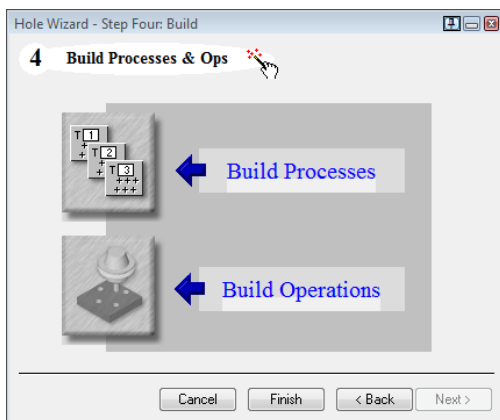 Hole Wizard - Step Four: Build
4 Build Processes & Ops
T 1
T 2
T 3
Build Processes
Build Operations
Cancel Finish < Back Next >